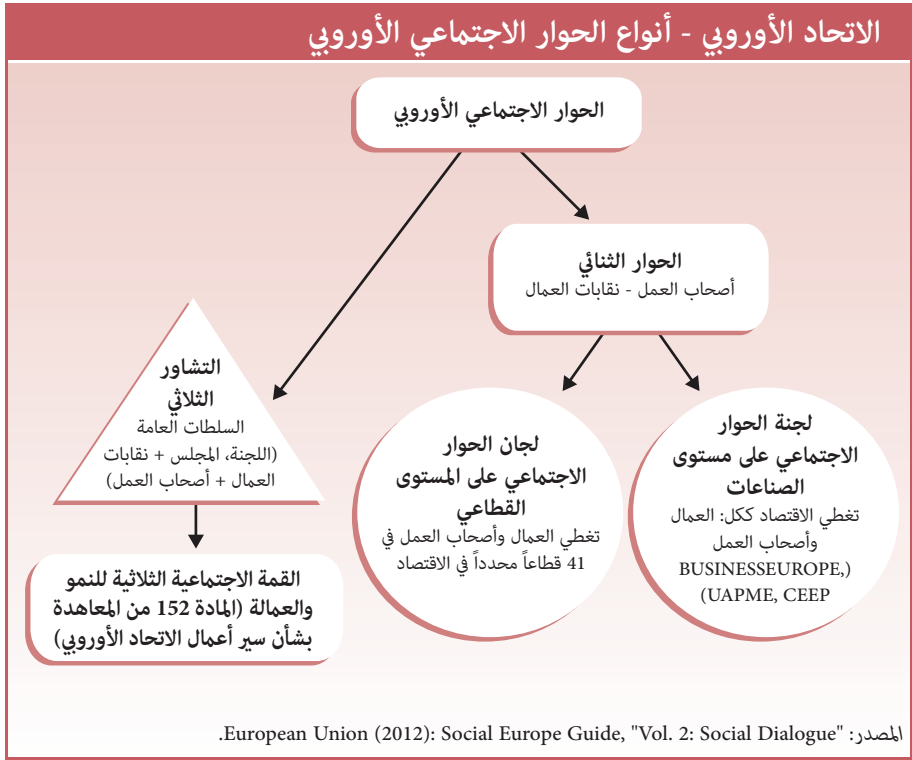 الاتحاد الأوروبي - أنواع الحوار الاجتماعي الأوروبي
الحوار الاجتماعي الأوروبي
الحوار الثنائي
أصحاب العمل - نقابات العمال
لجنة الحوار
الاجتماعي على مستوى
الصناعات
تغطي الاقتصاد ككل: العمال
وأصحاب العمل
BUSINESSEUROPE,)
(UAPME, CEEP
لجان الحوار
الاجتماعي على المستوى
القطاعي
تغطي العمال وأصحاب العمل في
41 قطاعاً محدداً في الاقتصاد
التشاور
الثلاثي
السلطات العامة
(اللجنة، المجلس + نقابات
العمال + أصحاب العمل)
القمة الاجتماعية الثلاثية للنمو
والعمالة (المادة 152 من المعاهدة
بشأن سير أعمال الاتحاد الأوروبي)
المصدر: European Union (2012): Social Europe Guide, "Vol. 2: Social Dialogue".